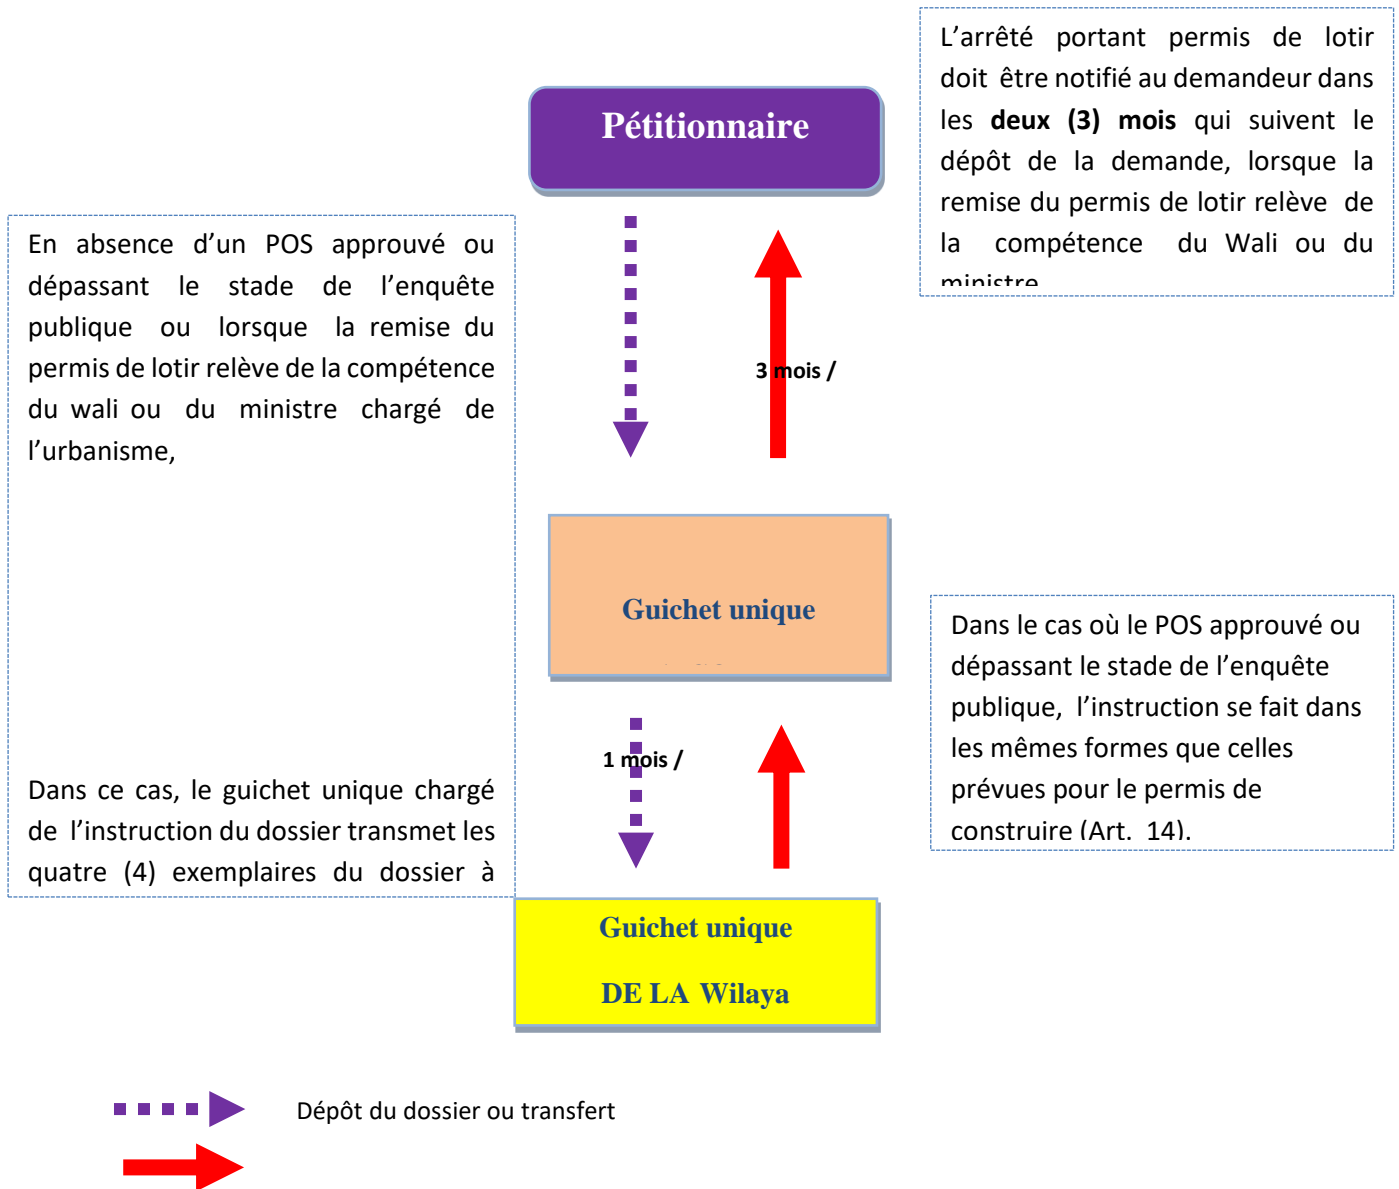 L’arrêté portant permis de lotir
doit être notifié au demandeur dans
les deux (3) mois qui suivent le
dépôt de la demande, lorsque la
remise du permis de lotir relève de
la compétence du Wali ou du
ministre
Pétitionnaire
En absence d’un POS approuvé ou
dépassant le stade de l’enquête
publique ou lorsque la remise du
permis de lotir relève de la compétence
du wali ou du ministre chargé de
l’urbanisme,
3 mois /
Guichet unique
Dans le cas où le POS approuvé ou
dépassant le stade de l’enquête
publique, l’instruction se fait dans
les mêmes formes que celles
prévues pour le permis de
construire (Art. 14).
1 mois /
Dans ce cas, le guichet unique chargé
de l’instruction du dossier transmet les
quatre (4) exemplaires du dossier à
Guichet unique
DE LA Wilaya
Dépôt du dossier ou transfert